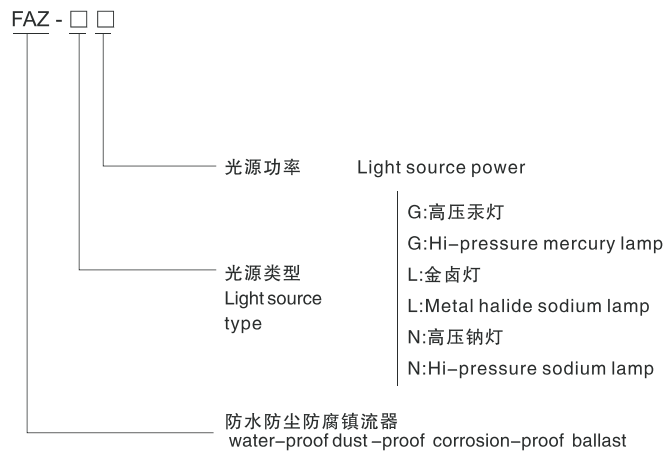 FAZ-□□
光源功率 Light source power
G:高压汞灯
G:Hi-pressure mercury lamp
光源类型
L:金卤灯
Light source
L:Metal halide sodium lamp
type
N:高压钠灯
N:Hi-pressure sodium lamp
防水防尘防腐镇流器
water-proof dust -proof corrosion-proof ballast